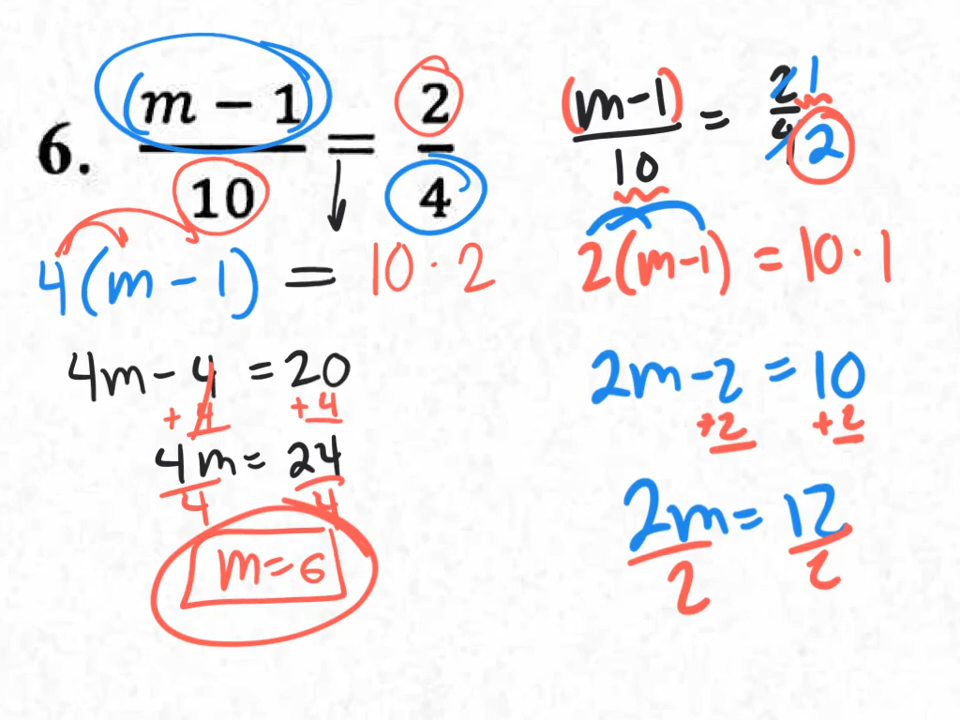 6. (m − 1)/10 = 2/4
4(m − 1) = 10 · 2
4m − 4 = 20
+ 4 + 4
4m = 24
4 4
m = 6
(m − 1)/10 = 2/4 1/2
2(m − 1) = 10 · 1
2m − 2 = 10
+2 +2
2m = 12
2 2